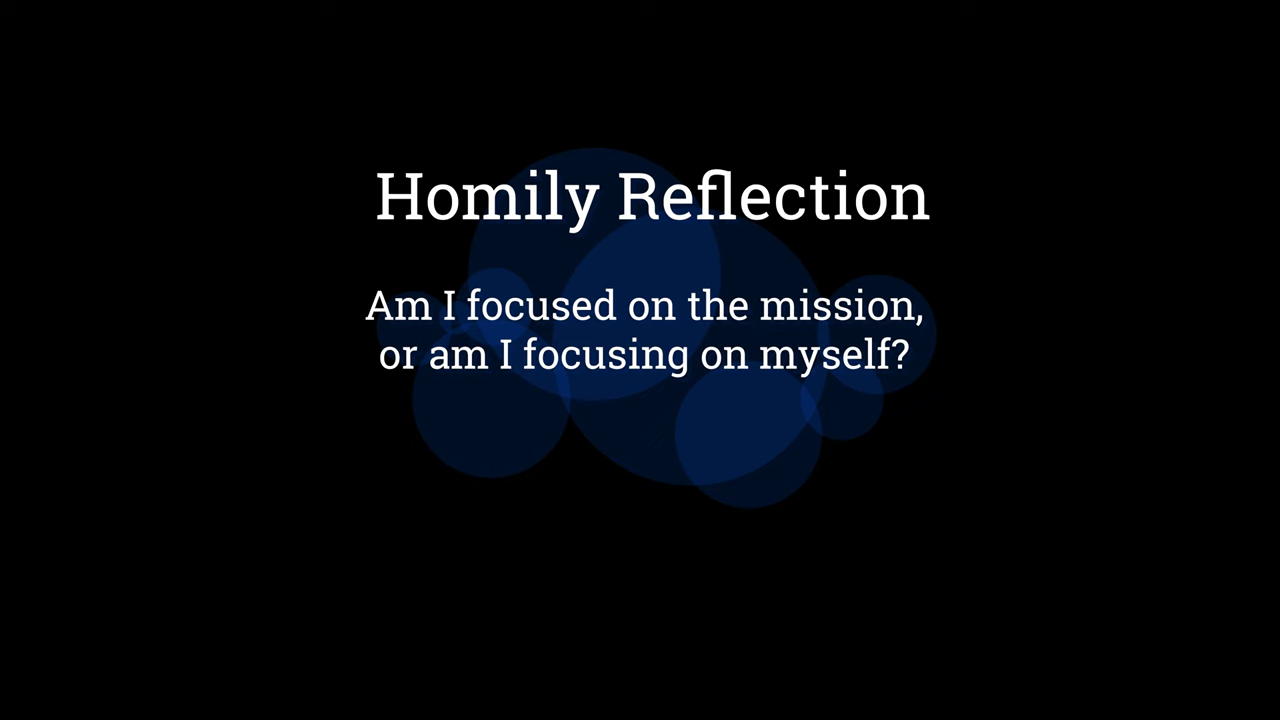 Homily Reflection
Am I focused on the mission,
or am I focusing on myself?